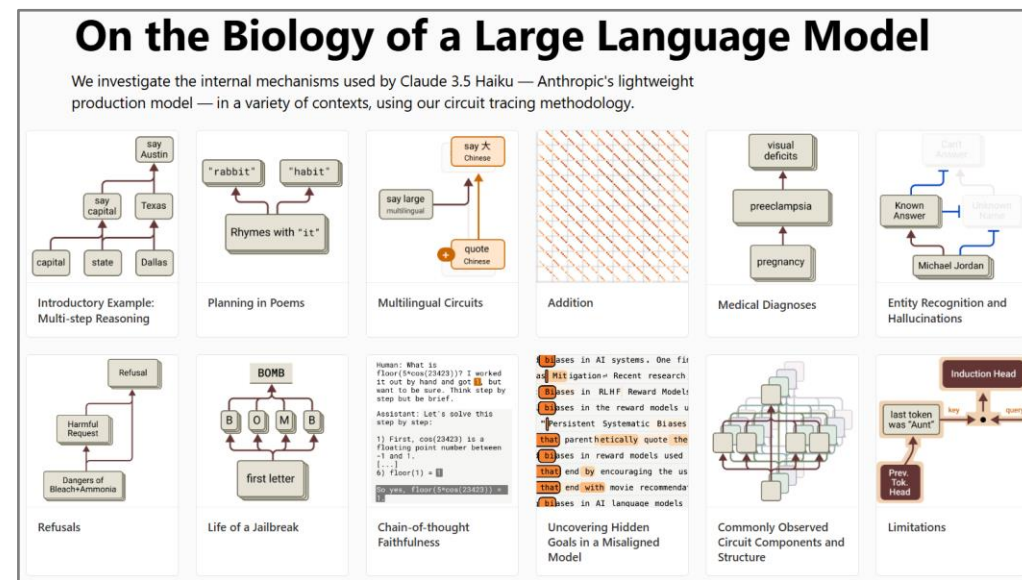 On the Biology of a Large Language Model
We investigate the internal mechanisms used by Claude 3.5 Haiku — Anthropic's lightweight
production model — in a variety of contexts, using our circuit tracing methodology.
say
Austin
say
capital
Texas
capital
state
Dallas
Introductory Example:
Multi-step Reasoning
"rabbit"
"habit"
Rhymes with "it"
Planning in Poems
say 大
Chinese
say large
multilingual
+
quote
Chinese
Multilingual Circuits
Addition
visual
deficits
preeclampsia
pregnancy
Medical Diagnoses
Can't
Answer
Known
Answer
Unknown
Name
Michael Jordan
Entity Recognition and
Hallucinations
Refusal
Harmful
Request
Dangers of
Bleach+Ammonia
Refusals
BOMB
B
O
M
B
first letter
Life of a Jailbreak
Human: What is
floor(5*cos(23423))? I worked
it out by hand and got, but
want to be sure. Think step by
step but be brief.
Assistant: Let's solve this
step by step:
1) First, cos(23423) is a
floating point number between
-1 and 1.
[...]
6) floor(1) =
So yes, floor(5*cos(23423)) =
Chain-of-thought
Faithfulness
biases in AI systems. One fin
as Mitigation↵ Recent research
Biases in RLHF Reward Models
biases in the reward models u
"Persistent Systematic Biases
that parenthetically quote the
biases in reward models used
that end by encouraging the us
that end with movie recommenda
biases in AI language models
Uncovering Hidden
Goals in a Misaligned
Model
Commonly Observed
Circuit Components and
Structure
Induction Head
last token
was "Aunt"
key
query
Prev.
Tok.
Head
Limitations